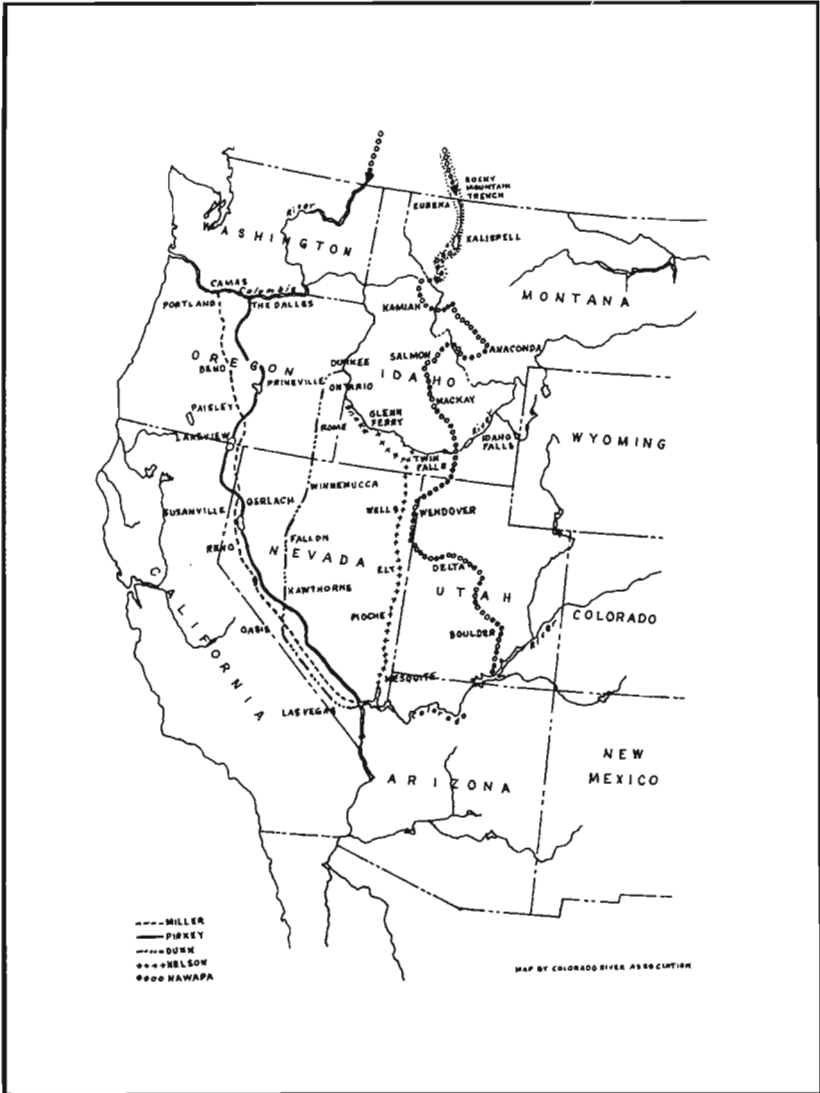 ROCKY
MOUNTAIN
TRENCH
EUREKA
River
WASHINGTON
KALISPELL
CAMAS
Columbia
MONTANA
PORTLAND
THE DALLES
KAMIAH
ANACONDA
OREGON
SALMON
DURKEE
BEND
IDAHO
PRINEVILLE
ONTARIO
MACKAY
PAISLEY
GLENN
FERRY
ROME
River
LAKEVIEW
IDAHO
FALLS
WYOMING
TWIN
FALLS
WINNEMUCCA
GERLACH
SUSANVILLE
WELLS
WENDOVER
FALLON
RENO
NEVADA
ELY
DELTA
HAWTHORNE
UTAH
CALIFORNIA
PIOCHE
COLORADO
OASIS
BOULDER
River
MESQUITE
LAS VEGAS
NEW
MEXICO
ARIZONA
MILLER
PIRKEY
DUNN
NELSON
NAWAPA
MAP BY COLORADO RIVER ASSOCIATION